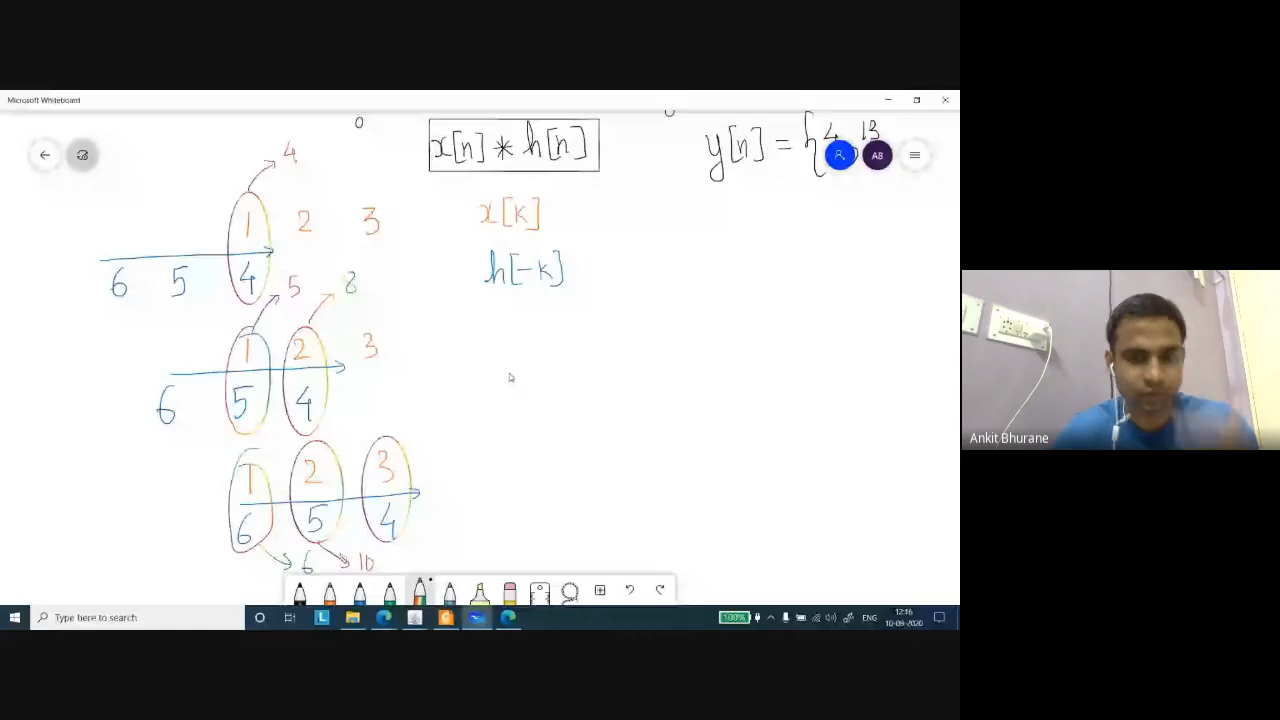 Microsoft Whiteboard
0
x[n] * h[n]
y[n] = { 4 13
AB
4
1 2 3
x[k]
6 5 4
h[-k]
5 8
1 2 3
6 5 4
1 2 3
6 5 4
6 10
Ankit Bhurane
Type here to search
L
100%
ENG
12:16
10-09-2020